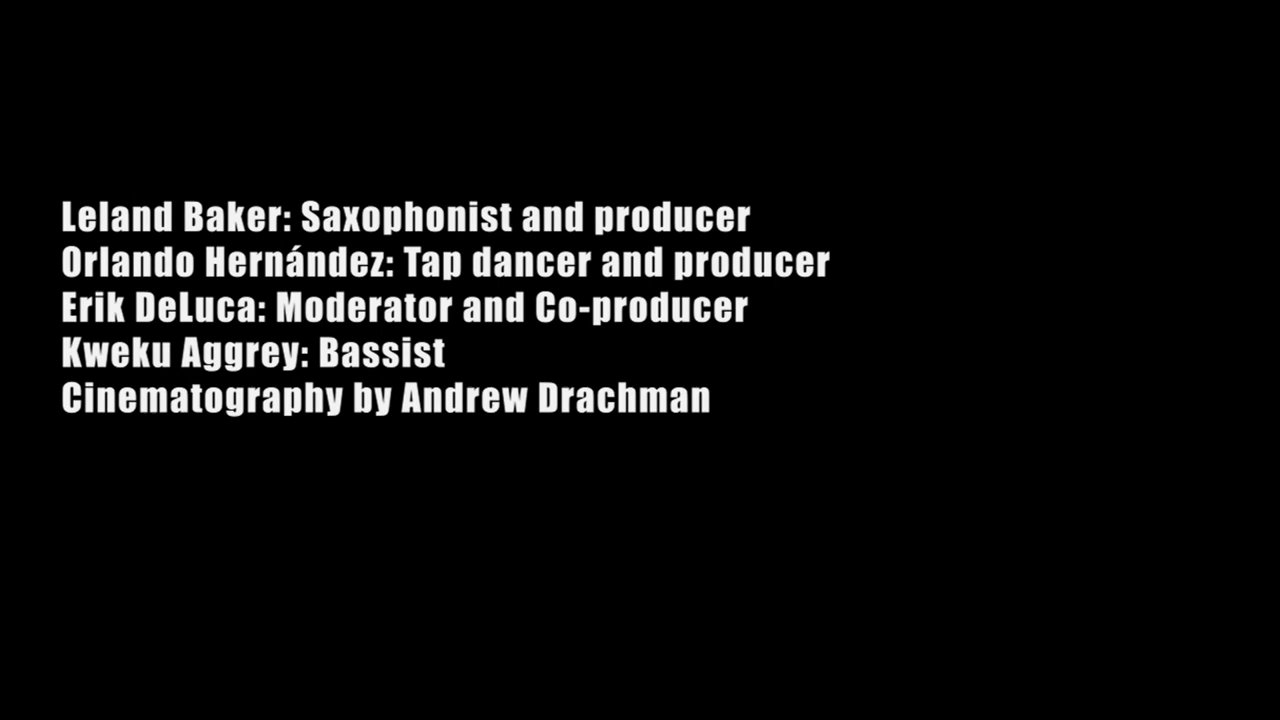 Leland Baker: Saxophonist and producer
Orlando Hernández: Tap dancer and producer
Erik DeLuca: Moderator and Co-producer
Kweku Aggrey: Bassist
Cinematography by Andrew Drachman